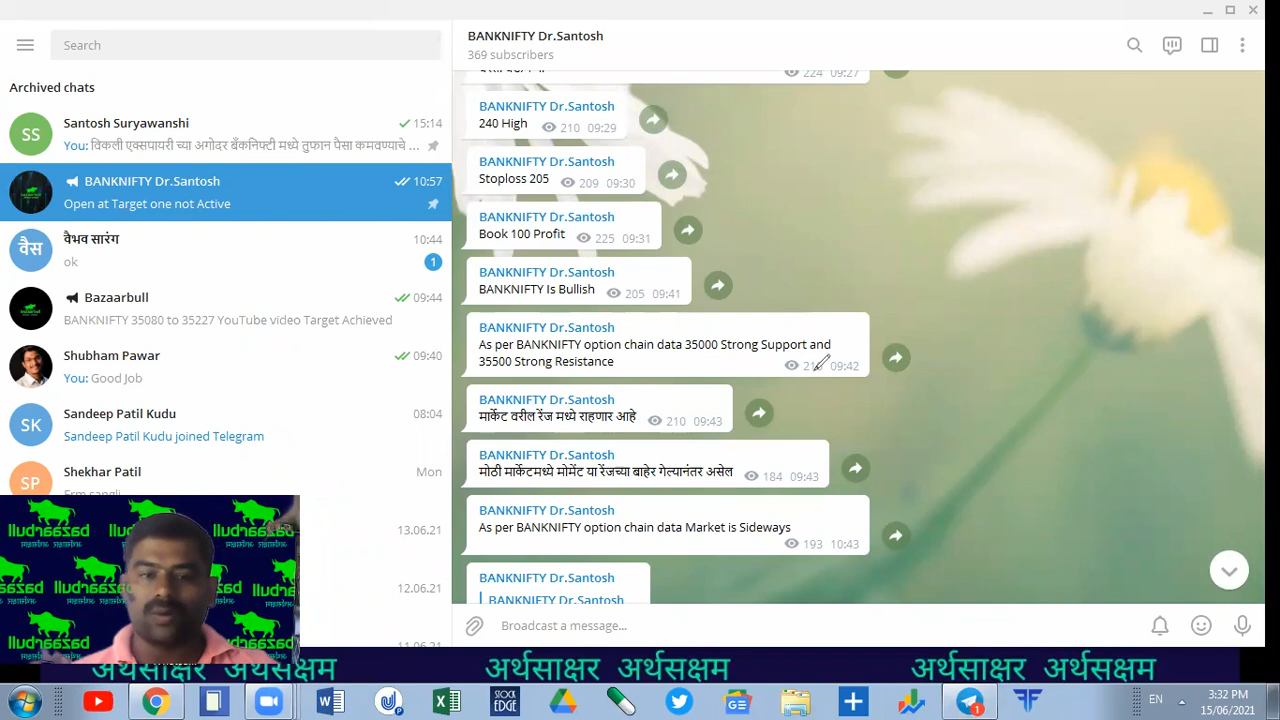 Search
Archived chats
SS
Santosh Suryawanshi
15:14
You: विकली एक्सपायरी च्या अगोदर बँकनिफ्टी मध्ये तुफान पैसा कमवण्याचे ...
BANKNIFTY Dr.Santosh
10:57
Open at Target one not Active
वैस
वैभव सारंग
10:44
ok
1
Bazaarbull
09:44
BANKNIFTY 35080 to 35227 YouTube video Target Achieved
Shubham Pawar
09:40
You: Good Job
SK
Sandeep Patil Kudu
08:04
Sandeep Patil Kudu joined Telegram
SP
Shekhar Patil
Mon
13.06.21
12.06.21
BANKNIFTY Dr.Santosh
369 subscribers
224 09:27
BANKNIFTY Dr.Santosh
240 High 210 09:29
BANKNIFTY Dr.Santosh
Stoploss 205 209 09:30
BANKNIFTY Dr.Santosh
Book 100 Profit 225 09:31
BANKNIFTY Dr.Santosh
BANKNIFTY Is Bullish 205 09:41
BANKNIFTY Dr.Santosh
As per BANKNIFTY option chain data 35000 Strong Support and
35500 Strong Resistance
09:42
BANKNIFTY Dr.Santosh
मार्केट वरील रेंज मध्ये राहणार आहे 210 09:43
BANKNIFTY Dr.Santosh
मोठी मार्केटमध्ये मोमेंट या रेंजच्या बाहेर गेल्यानंतर असेल 184 09:43
BANKNIFTY Dr.Santosh
As per BANKNIFTY option chain data Market is Sideways
193 10:43
BANKNIFTY Dr.Santosh
BANKNIFTY Dr.Santosh
Broadcast a message...
bazaarbull
अर्थसाक्षर अर्थसक्षम
अर्थसाक्षर अर्थसक्षम
अर्थसाक्षर अर्थसक्षम
STOCK EDGE
EN
3:32 PM
15/06/2021